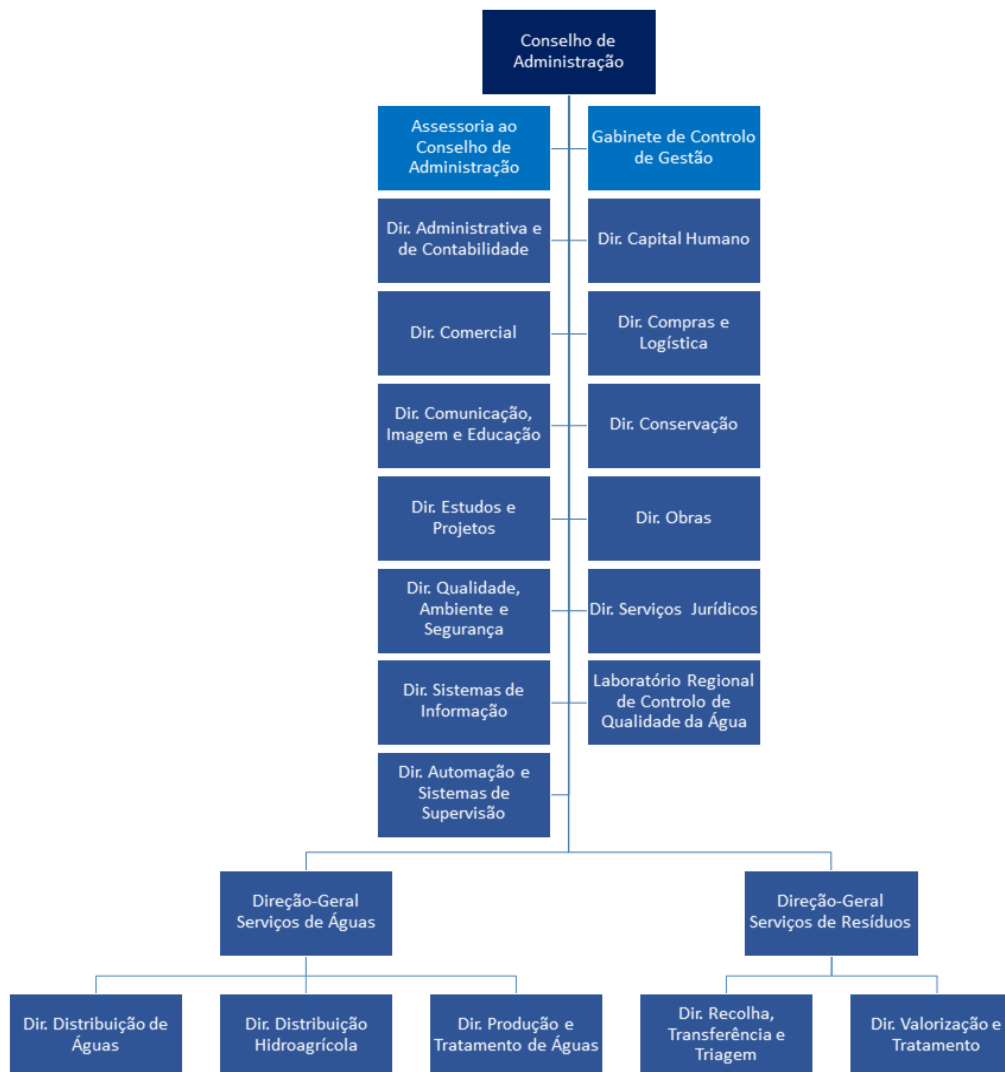 Conselho de
Administração
Assessoria ao
Conselho de
Administração
Gabinete de Controlo
de Gestão
Dir. Administrativa e
de Contabilidade
Dir. Capital Humano
Dir. Comercial
Dir. Compras e
Logística
Dir. Comunicação,
Imagem e Educação
Dir. Conservação
Dir. Estudos e
Projetos
Dir. Obras
Dir. Qualidade,
Ambiente e
Segurança
Dir. Serviços Jurídicos
Dir. Sistemas de
Informação
Laboratório Regional
de Controlo de
Qualidade da Água
Dir. Automação e
Sistemas de
Supervisão
Direção-Geral
Serviços de Águas
Direção-Geral
Serviços de Resíduos
Dir. Distribuição de
Águas
Dir. Distribuição
Hidroagrícola
Dir. Produção e
Tratamento de Águas
Dir. Recolha,
Transferência e
Triagem
Dir. Valorização e
Tratamento